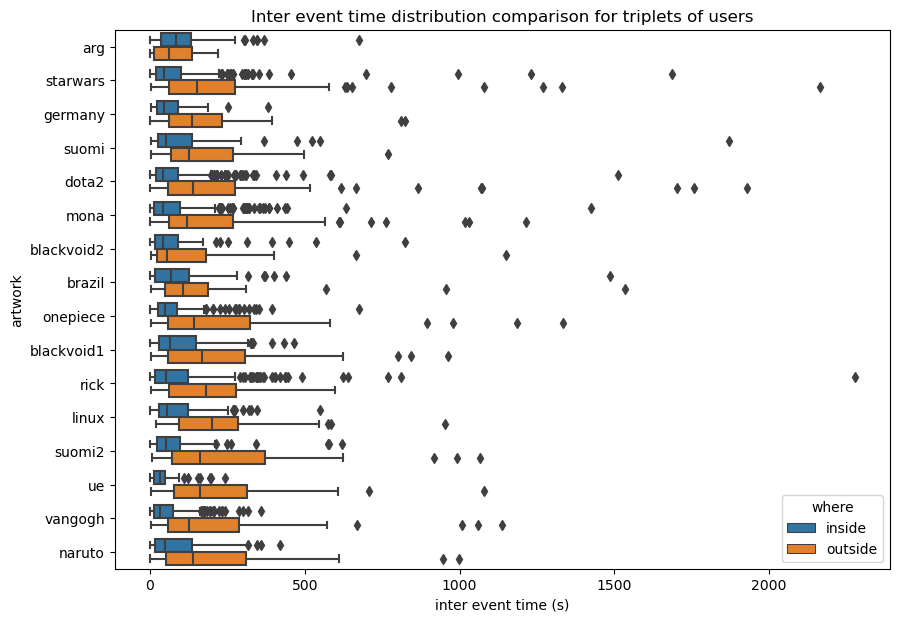 Inter event time distribution comparison for triplets of users
artwork
arg
starwars
germany
suomi
dota2
mona
blackvoid2
brazil
onepiece
blackvoid1
rick
linux
suomi2
ue
vangogh
naruto
where
inside
outside
0 500 1000 1500 2000
inter event time (s)